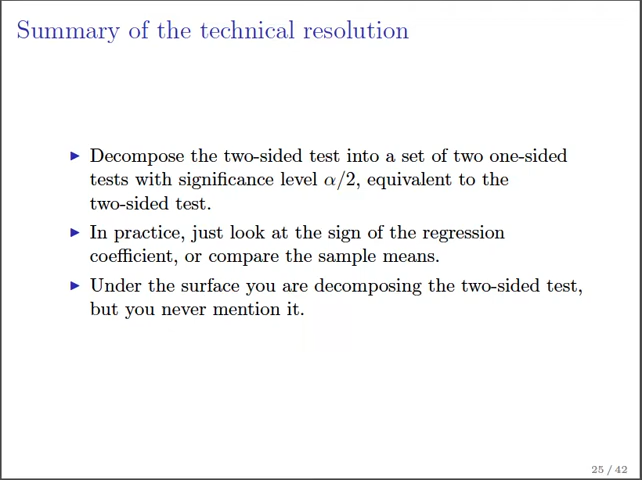 Summary of the technical resolution
▶ Decompose the two-sided test into a set of two one-sided
tests with significance level α/2, equivalent to the
two-sided test.
▶ In practice, just look at the sign of the regression
coefficient, or compare the sample means.
▶ Under the surface you are decomposing the two-sided test,
but you never mention it.
25 / 42